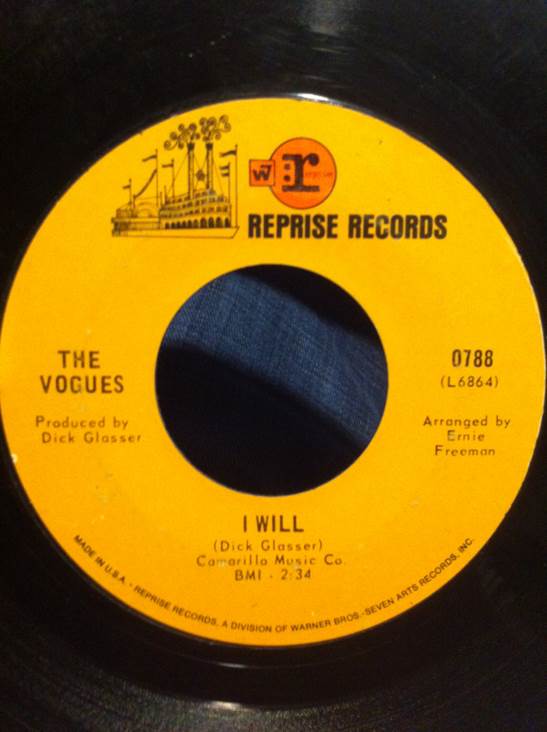 W
r
REPRISE RECORDS
THE
VOGUES
Produced by
Dick Glasser
0788
(L6864)
Arranged by
Ernie
Freeman
I WILL
(Dick Glasser)
Camarillo Music Co.
BMI - 2:34
MADE IN U.S.A. • REPRISE RECORDS, A DIVISION OF WARNER BROS.-SEVEN ARTS RECORDS, INC.